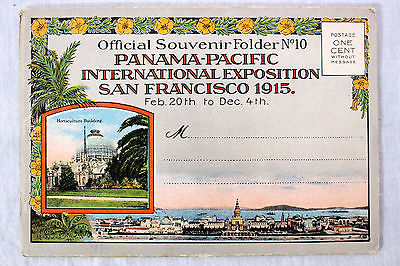 Official Souvenir Folder Nº10
PANAMA-PACIFIC
INTERNATIONAL EXPOSITION
SAN FRANCISCO 1915.
Feb. 20th to Dec. 4th.
POSTAGE
ONE
CENT
WITHOUT
MESSAGE
Horticulture Building.
M